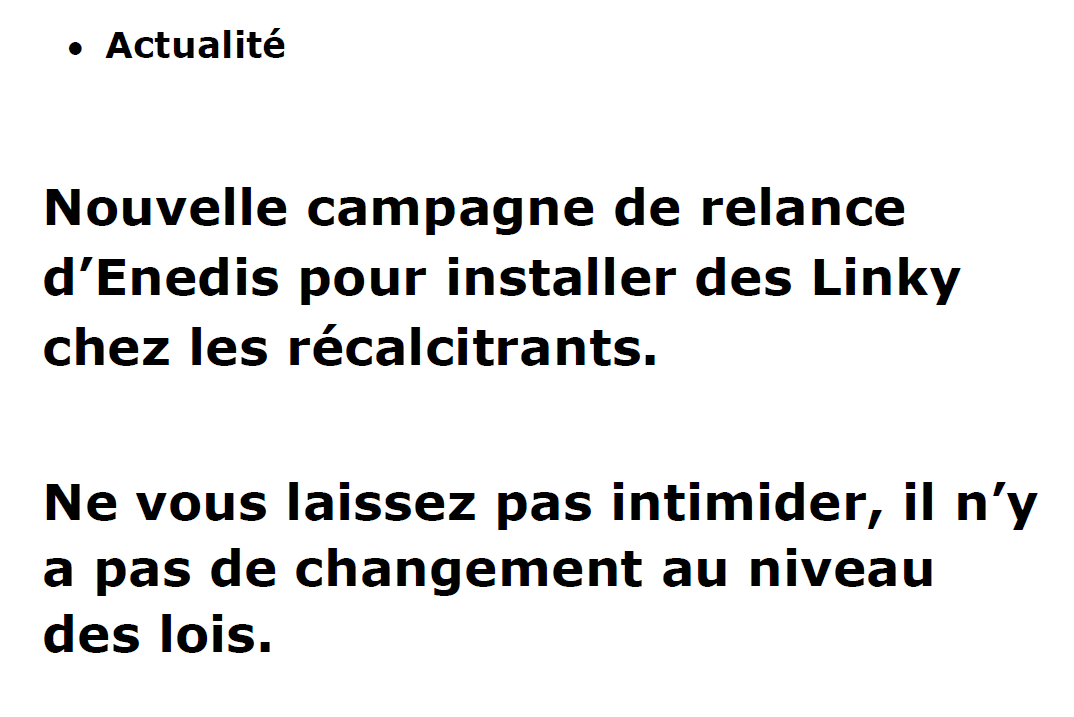 • Actualité
Nouvelle campagne de relance
d’Enedis pour installer des Linky
chez les récalcitrants.
Ne vous laissez pas intimider, il n’y
a pas de changement au niveau
des lois.